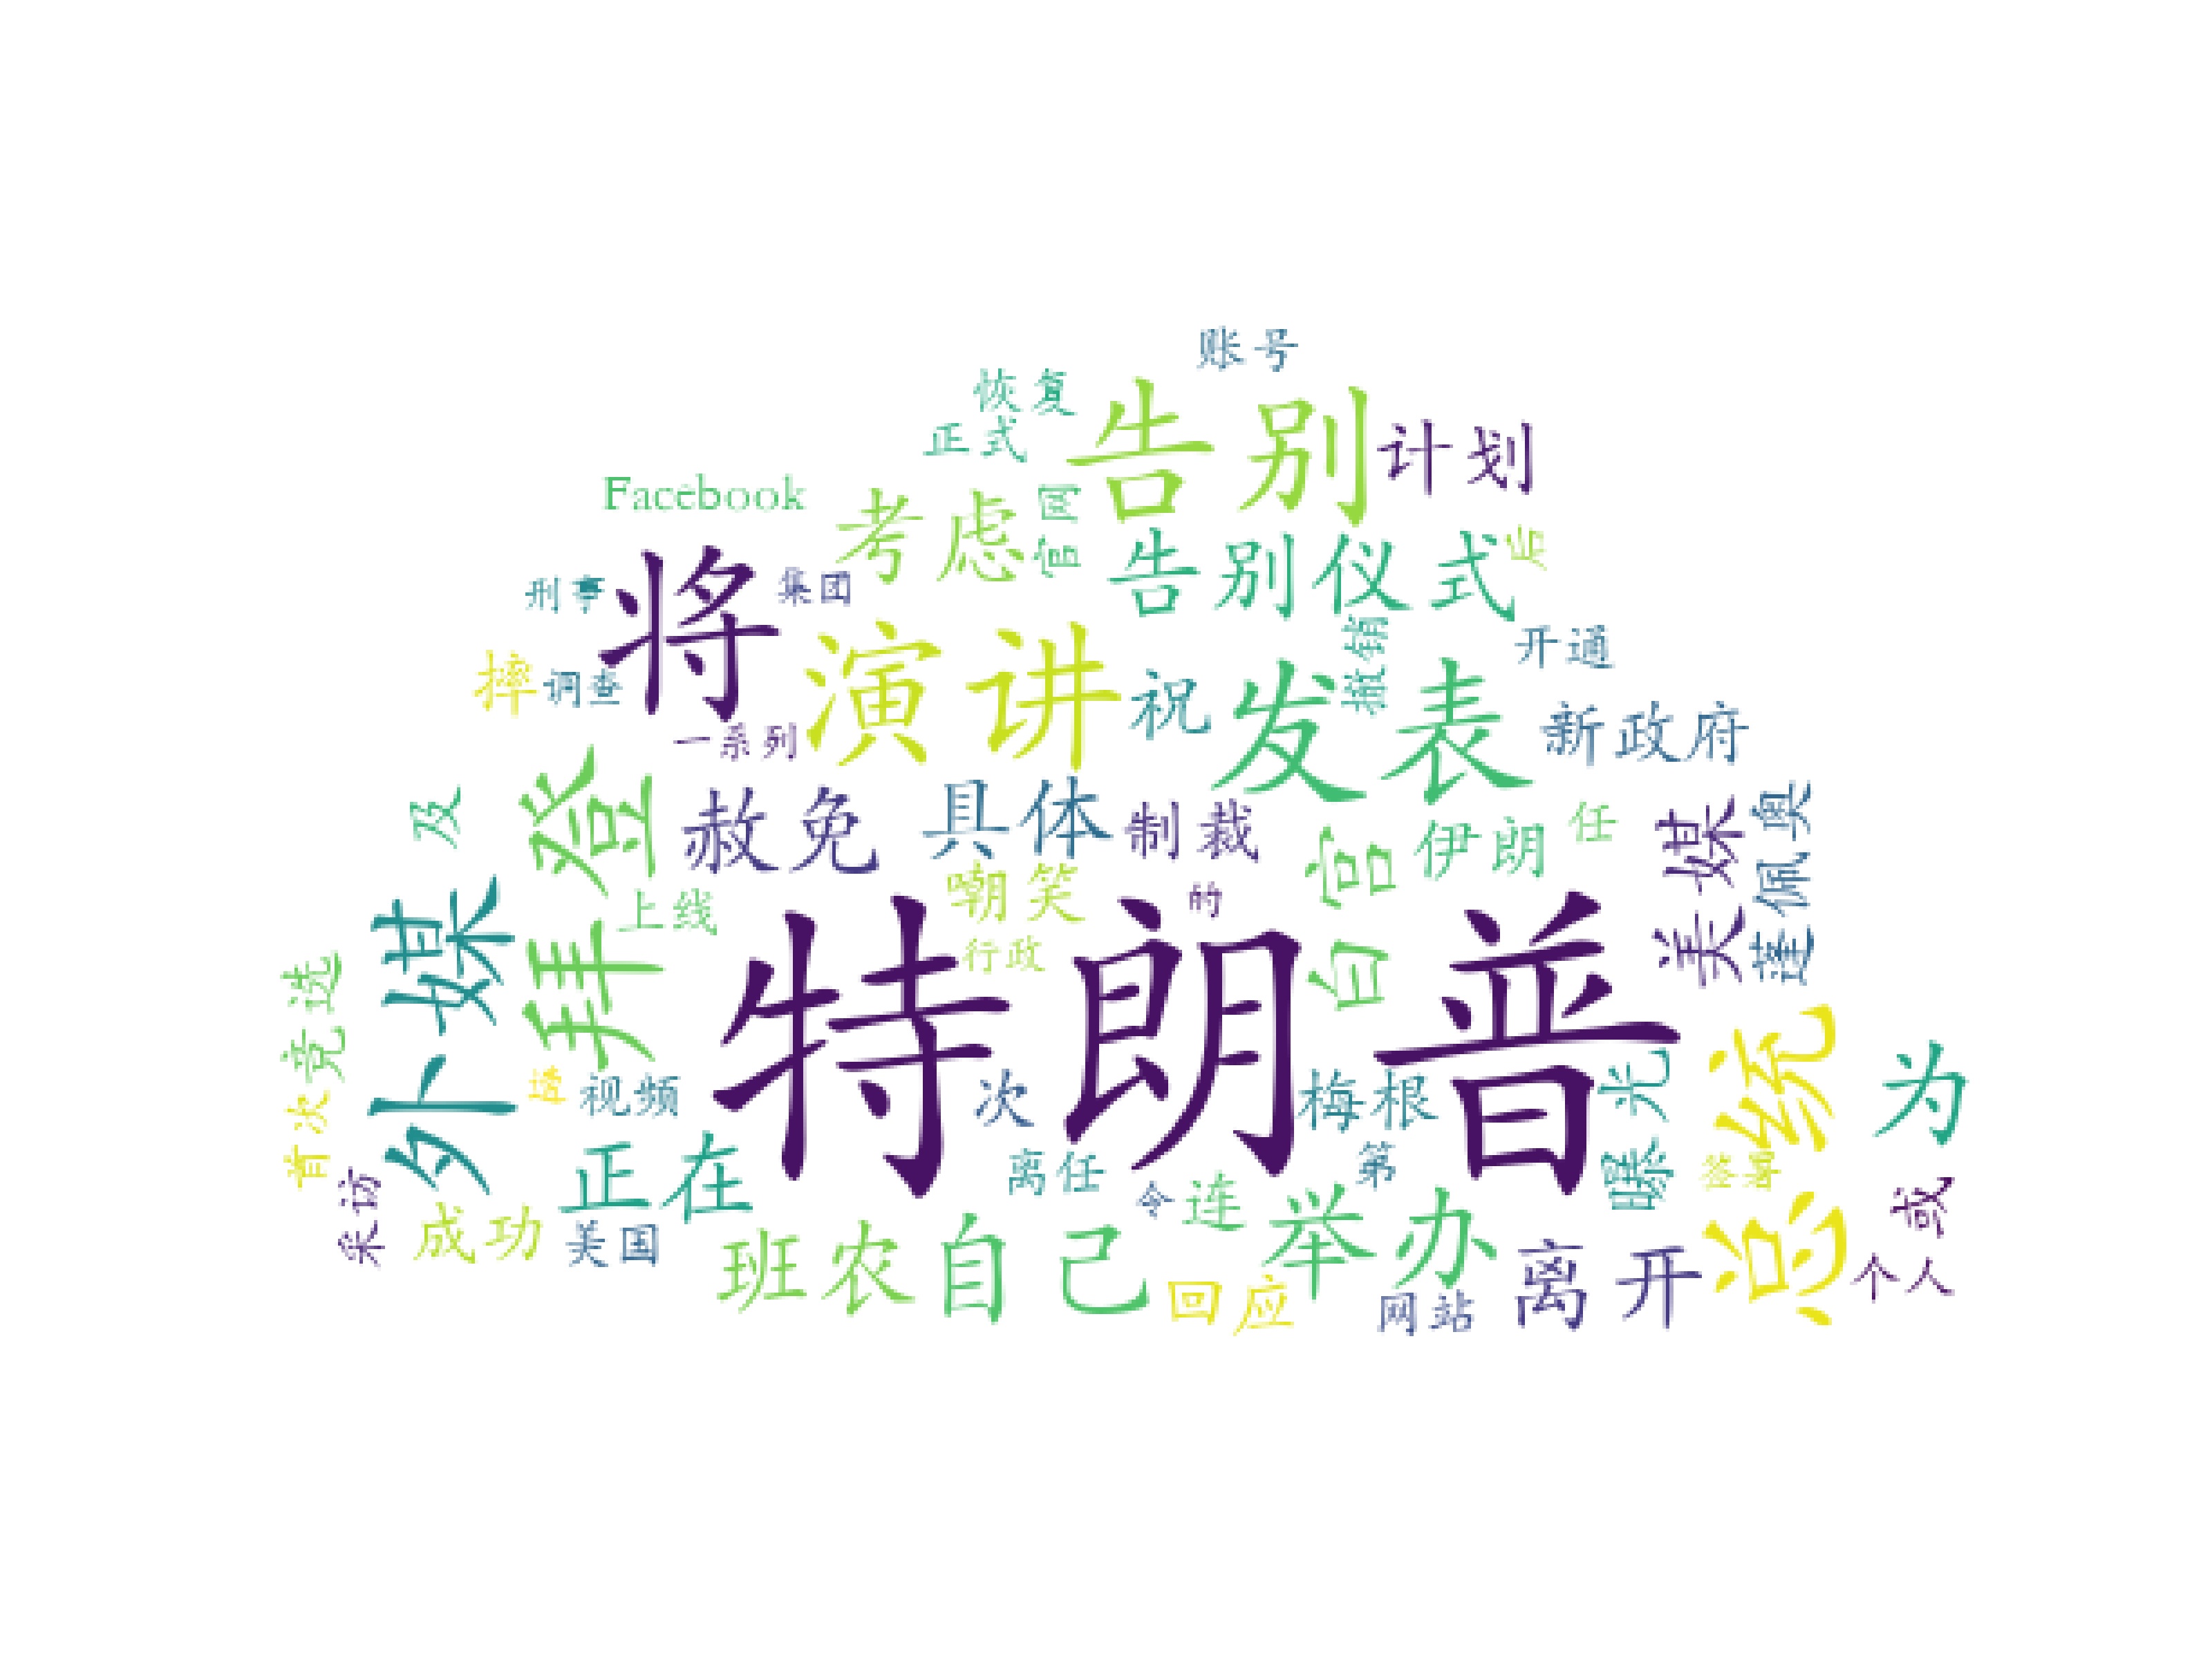 账号
恢复
正式
告别
计划
Facebook
考虑
官网
告别仪式
后
刑事
将
集团
演讲
撤销
开通
摔
调查
祝
发表
新政府
一系列
及
拜登
赦免
具体
制裁
白宫
伊朗
任
美媒
蓬佩奥
外媒
上线
嘲笑
的
行政
特朗普
竞选
首次
视频
次
梅根
曝光
总统
为
采访
正在
离任
第
签署
令
连
举办
或
成功
美国
班农
自己
回应
网站
离开
个人